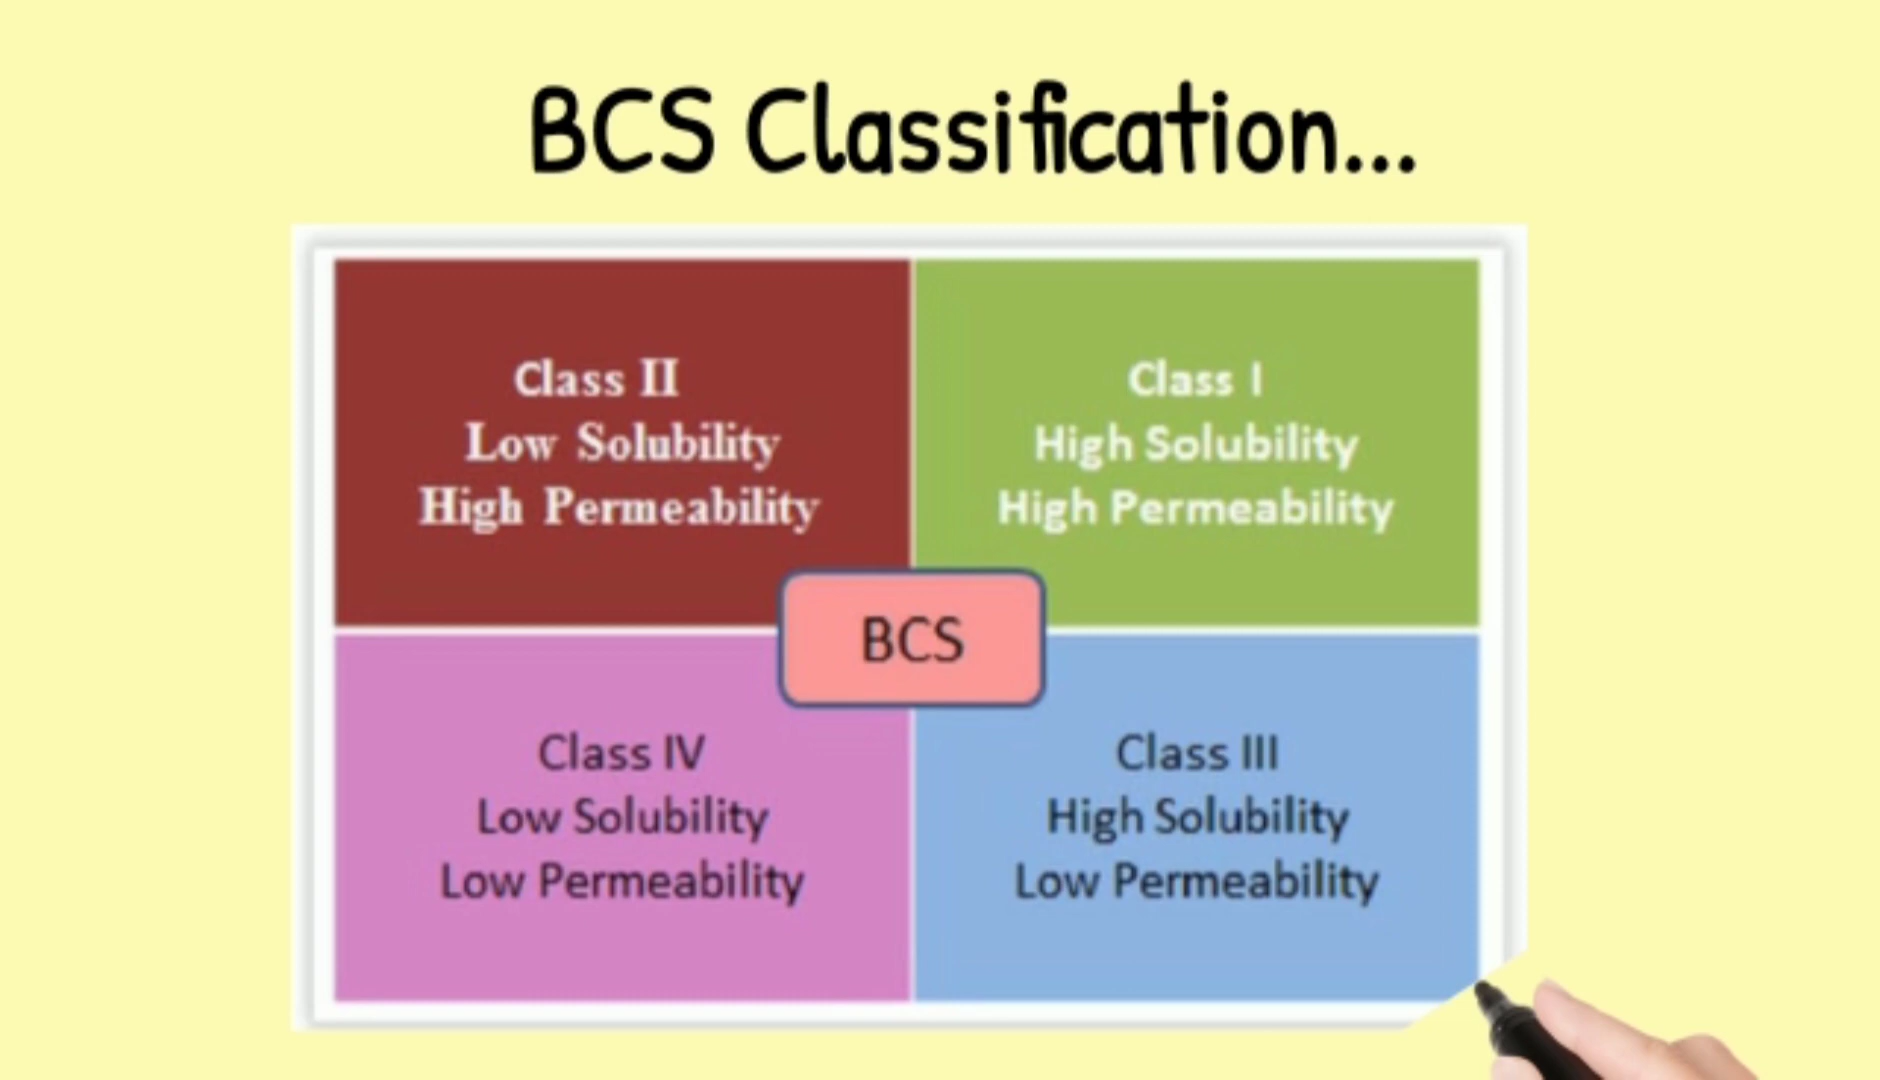 BCS Classification...
Class II
Low Solubility
High Permeability
Class I
High Solubility
High Permeability
BCS
Class IV
Low Solubility
Low Permeability
Class III
High Solubility
Low Permeability